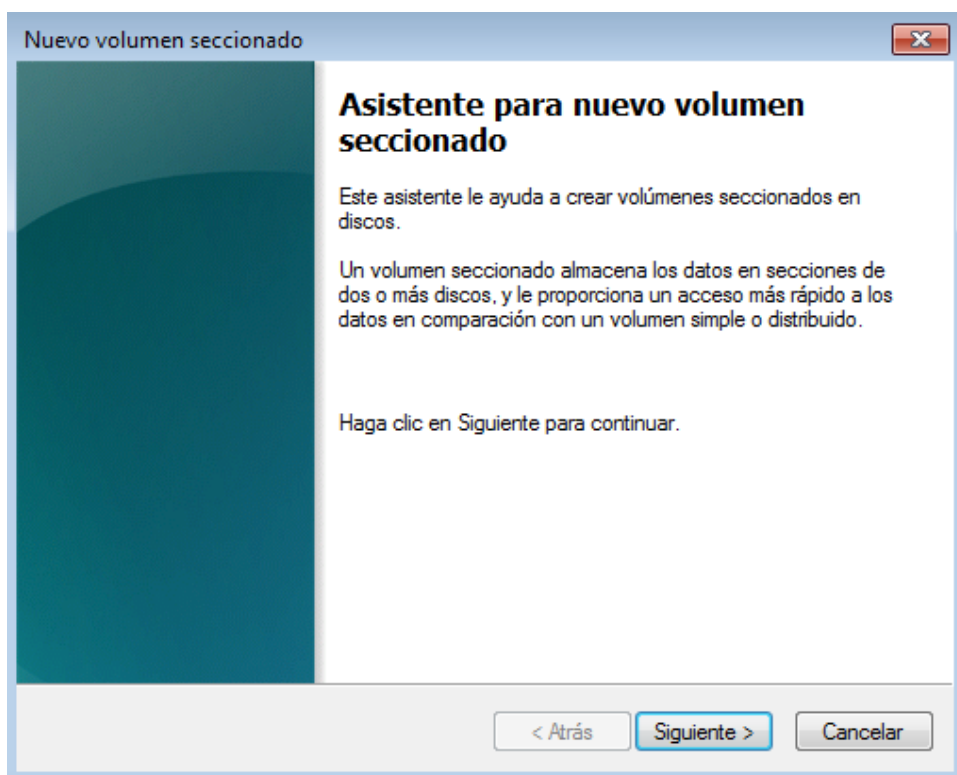 Nuevo volumen seccionado
Asistente para nuevo volumen
seccionado
Este asistente le ayuda a crear volúmenes seccionados en
discos.
Un volumen seccionado almacena los datos en secciones de
dos o más discos, y le proporciona un acceso más rápido a los
datos en comparación con un volumen simple o distribuido.
Haga clic en Siguiente para continuar.
< Atrás
Siguiente >
Cancelar